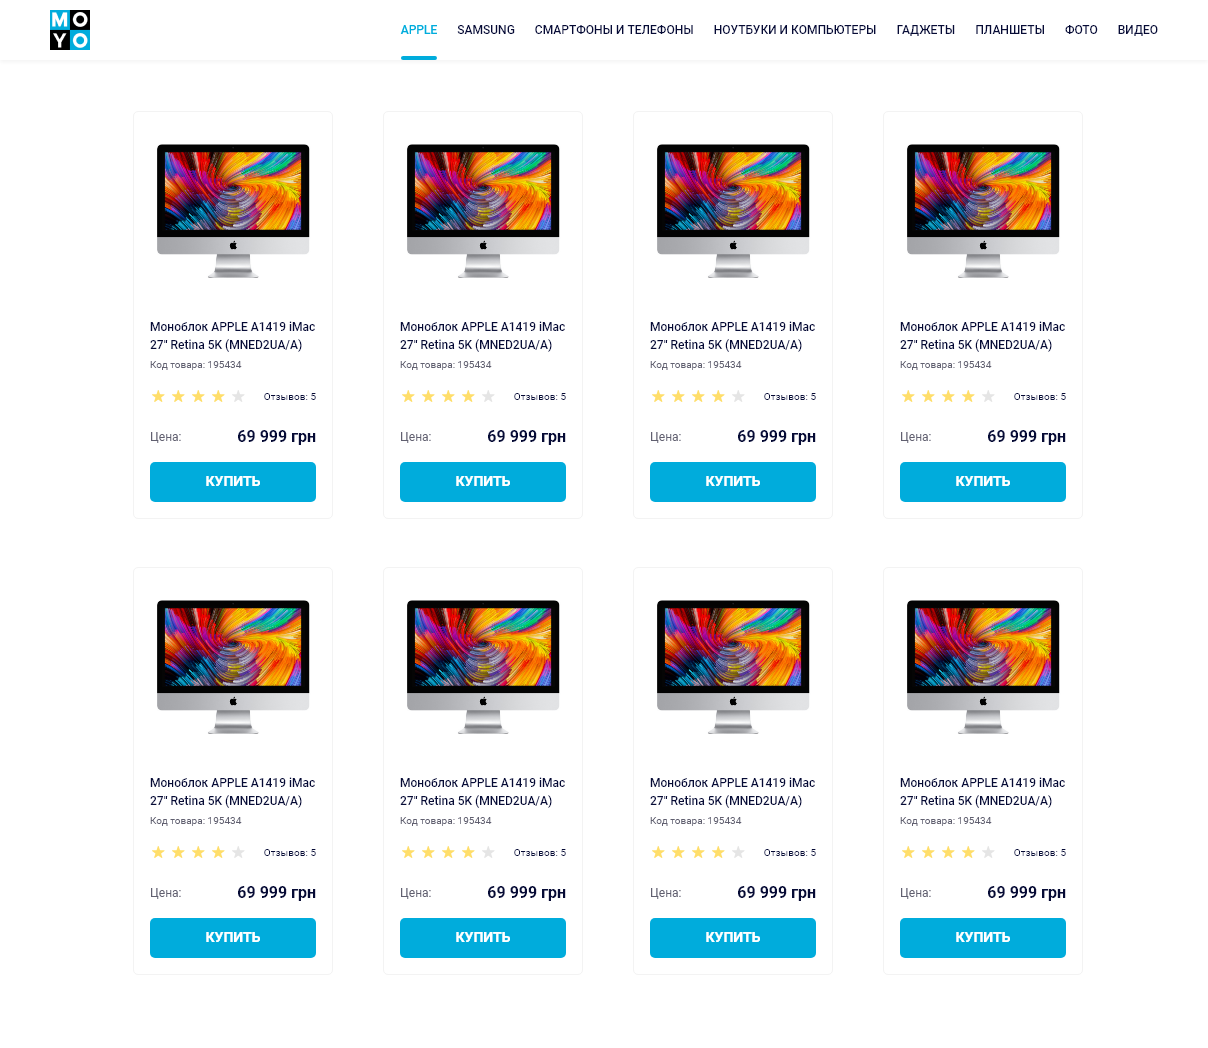 MO
YO
APPLE SAMSUNG СМАРТФОНЫ И ТЕЛЕФОНЫ НОУТБУКИ И КОМПЬЮТЕРЫ ГАДЖЕТЫ ПЛАНШЕТЫ ФОТО ВИДЕО
Моноблок APPLE A1419 iMac
27" Retina 5K (MNED2UA/A)
Код товара: 195434
Отзывов: 5
Цена: 69 999 грн
КУПИТЬ
Моноблок APPLE A1419 iMac
27" Retina 5K (MNED2UA/A)
Код товара: 195434
Отзывов: 5
Цена: 69 999 грн
КУПИТЬ
Моноблок APPLE A1419 iMac
27" Retina 5K (MNED2UA/A)
Код товара: 195434
Отзывов: 5
Цена: 69 999 грн
КУПИТЬ
Моноблок APPLE A1419 iMac
27" Retina 5K (MNED2UA/A)
Код товара: 195434
Отзывов: 5
Цена: 69 999 грн
КУПИТЬ
Моноблок APPLE A1419 iMac
27" Retina 5K (MNED2UA/A)
Код товара: 195434
Отзывов: 5
Цена: 69 999 грн
КУПИТЬ
Моноблок APPLE A1419 iMac
27" Retina 5K (MNED2UA/A)
Код товара: 195434
Отзывов: 5
Цена: 69 999 грн
КУПИТЬ
Моноблок APPLE A1419 iMac
27" Retina 5K (MNED2UA/A)
Код товара: 195434
Отзывов: 5
Цена: 69 999 грн
КУПИТЬ
Моноблок APPLE A1419 iMac
27" Retina 5K (MNED2UA/A)
Код товара: 195434
Отзывов: 5
Цена: 69 999 грн
КУПИТЬ